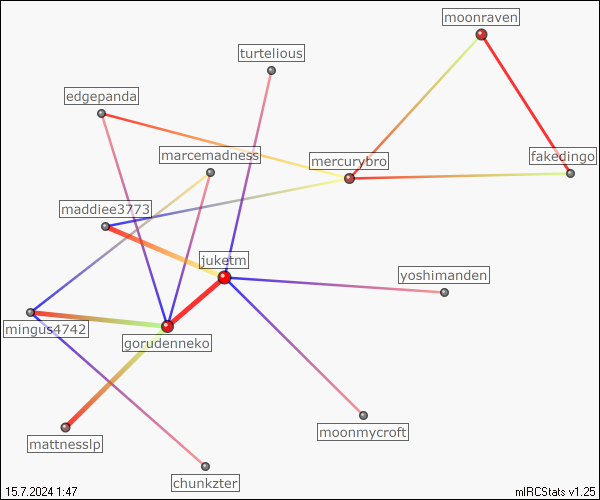 moonraven
turtelious
edgepanda
marcemadness
mercurybro
fakedingo
maddiee3773
juketm
yoshimanden
mingus4742
gorudenneko
moonmycroft
mattnesslp
chunkzter
15.7.2024 1:47
mIRCStats v1.25